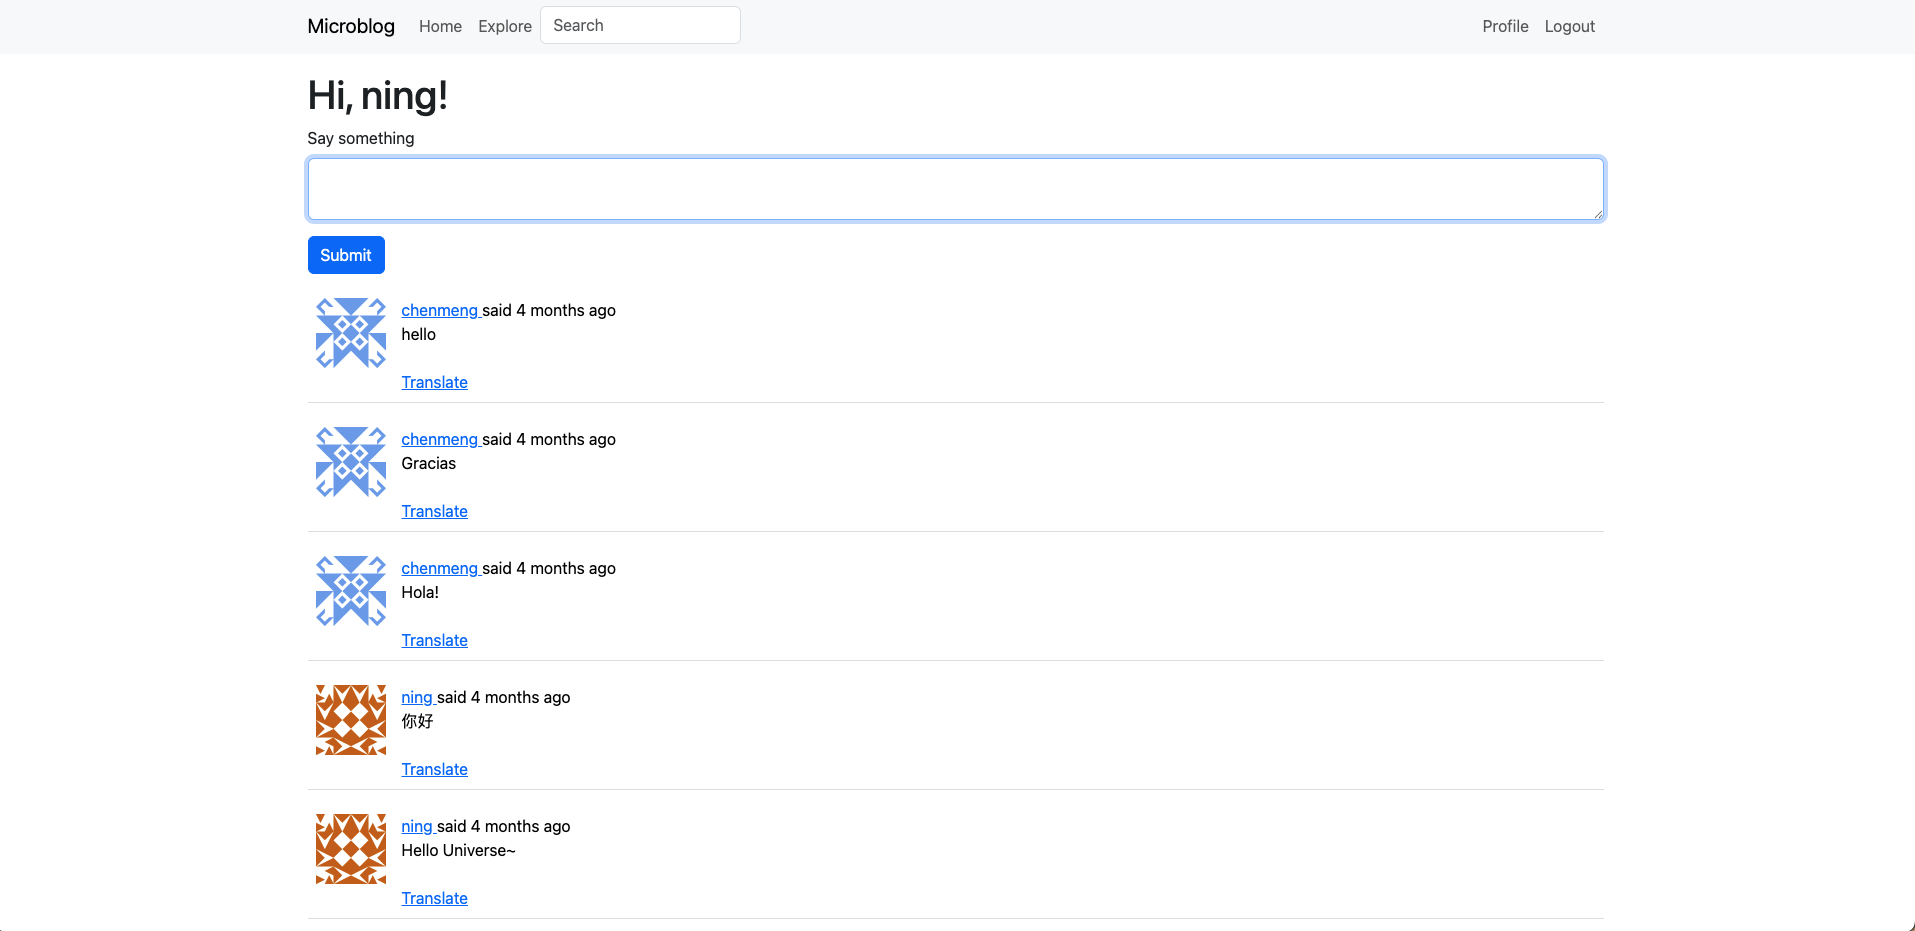 Microblog Home Explore Search Profile Logout
Hi, ning!
Say something
Submit
chenmeng said 4 months ago
hello
Translate
chenmeng said 4 months ago
Gracias
Translate
chenmeng said 4 months ago
Hola!
Translate
ning said 4 months ago
你好
Translate
ning said 4 months ago
Hello Universe~
Translate